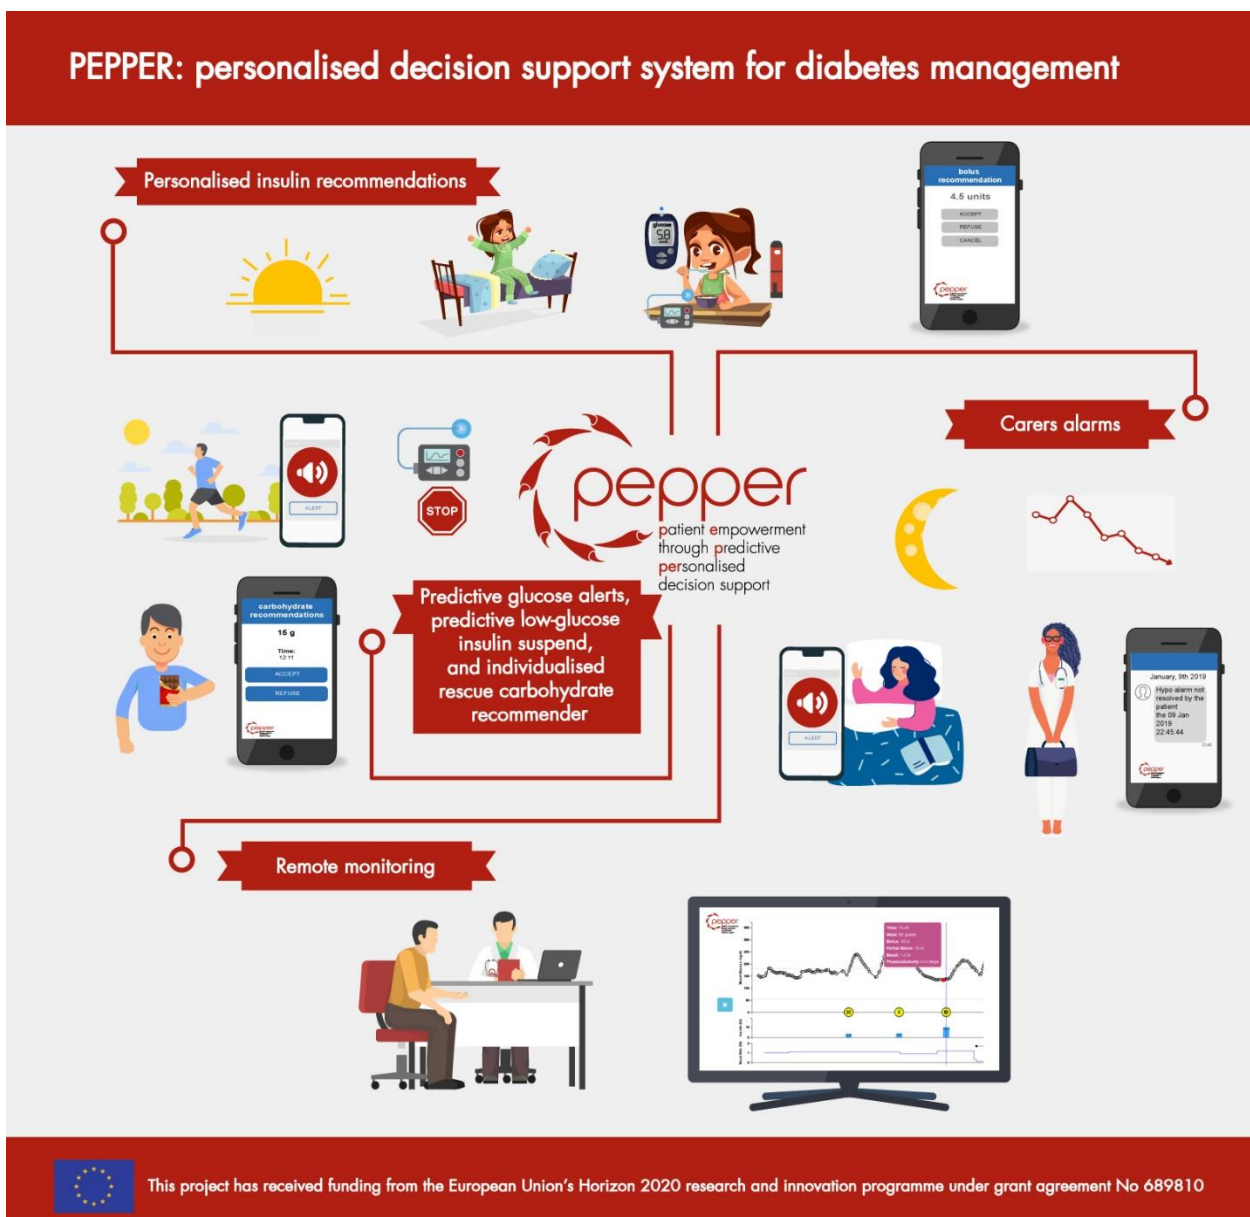 PEPPER: personalised decision support system for diabetes management
Personalised insulin recommendations
glucose
5.8
bolus
recommendation
4.5 units
ACCEPT
REFUSE
CANCEL
pepper
Carers alarms
ALERT
STOP
pepper
patient empowerment
through predictive
personalised
decision support
carbohydrate
recommendations
15 g
Time:
12:11
ACCEPT
REFUSE
pepper
Predictive glucose alerts,
predictive low-glucose
insulin suspend,
and individualised
rescue carbohydrate
recommender
ALERT
January, 9th 2019
Hypo alarm not
resolved by the
patient
the 09 Jan
2019
22:45:44
pepper
Remote monitoring
pepper
This project has received funding from the European Union's Horizon 2020 research and innovation programme under grant agreement No 689810